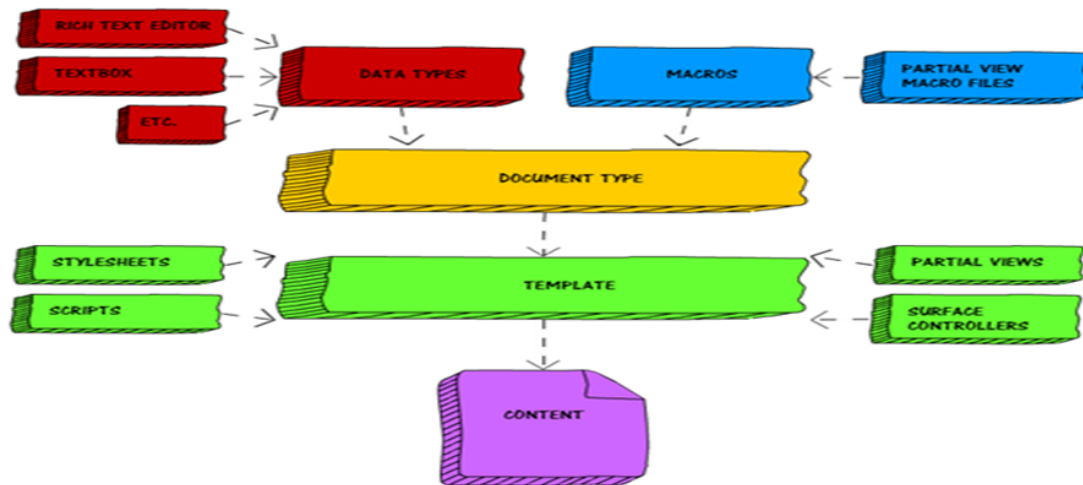 RICH TEXT EDITOR
TEXTBOX
ETC.
DATA TYPES
MACROS
PARTIAL VIEW
MACRO FILES
DOCUMENT TYPE
STYLESHEETS
SCRIPTS
TEMPLATE
PARTIAL VIEWS
SURFACE
CONTROLLERS
CONTENT